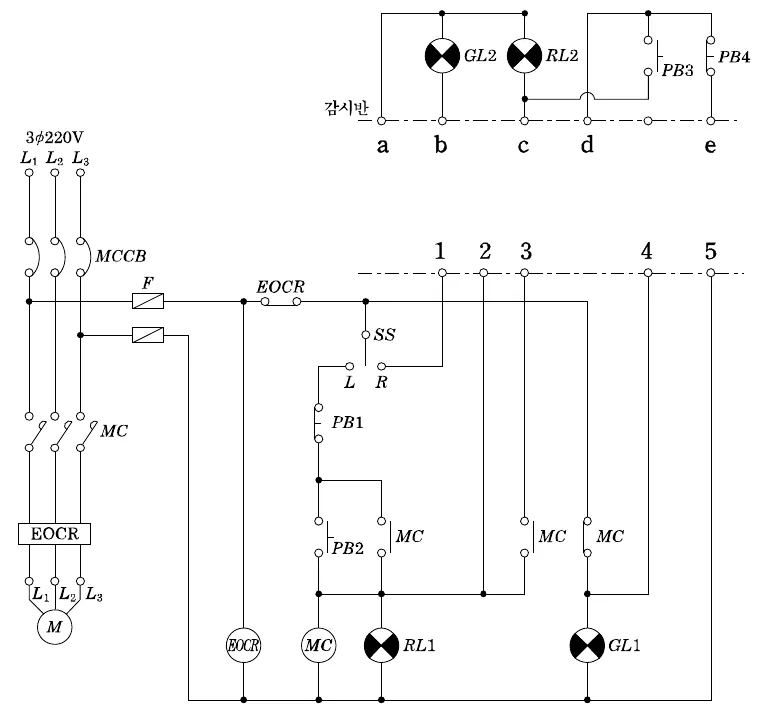 GL2 RL2 PB3 PB4
감시반
a b c d e
3φ220V
L₁ L₂ L₃
MCCB
1 2 3 4 5
F EOCR
SS
L R
PB1
MC
PB2 MC MC MC
EOCR
L₁ L₂ L₃
M
EOCR MC RL1 GL1